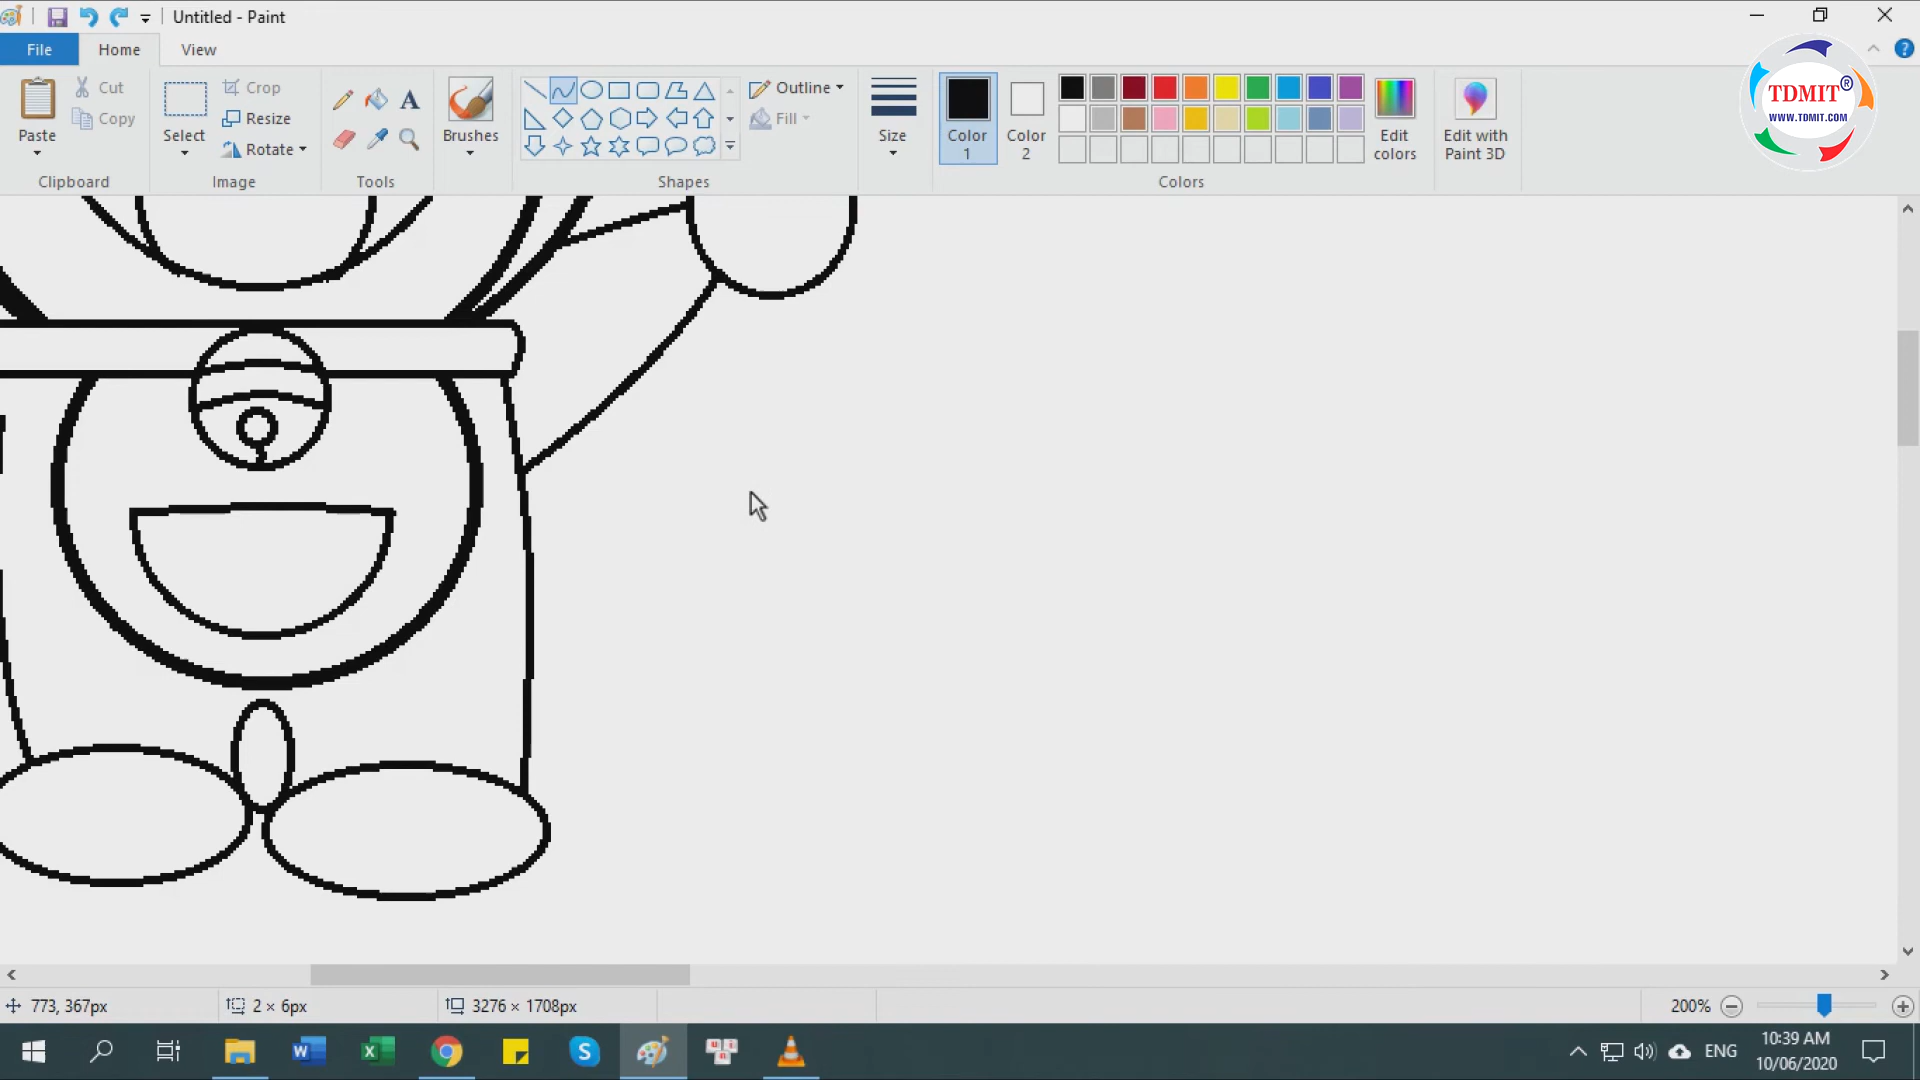 Untitled - Paint
File
Home
View
Paste
Cut
Copy
Clipboard
Select
Crop
Resize
Rotate
Image
A
Tools
Brushes
Shapes
Outline
Fill
Size
Color
1
Color
2
Colors
Edit
colors
Edit with
Paint 3D
TDMIT®
WWW.TDMIT.COM
773, 367px
2 × 6px
3276 × 1708px
200%
ENG
10:39 AM
10/06/2020